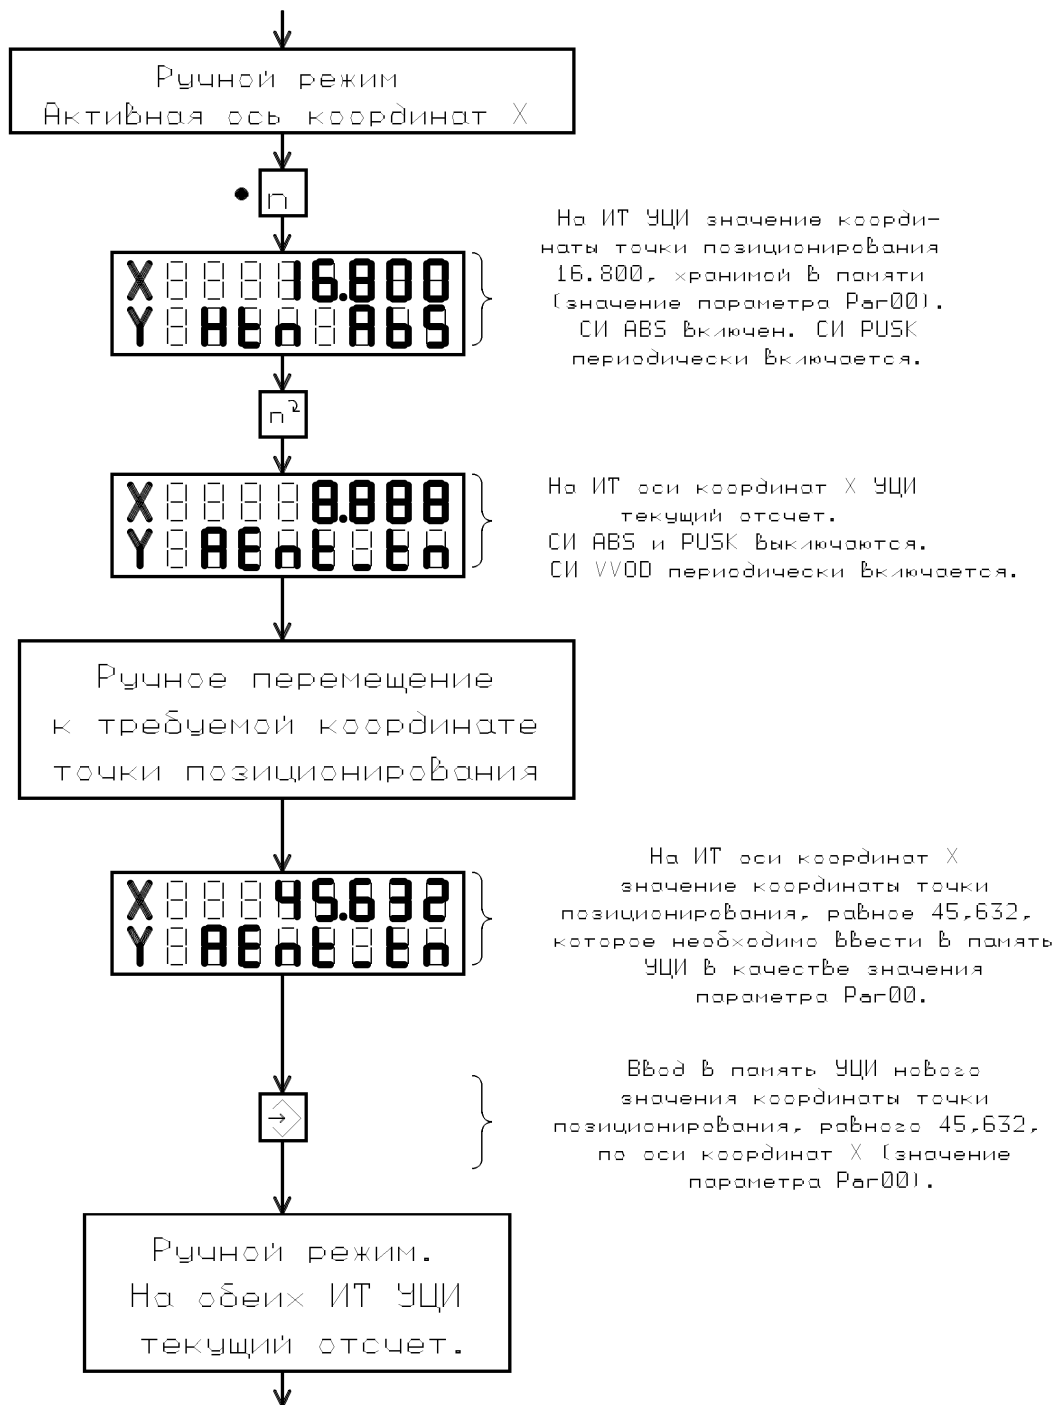 Ручной режим
Активная ось координат X
п
На ИТ УЦИ значение коорди-
наты точки позиционирования
16.800, хранимой в памяти
(значение параметра Par00).
СИ ABS включен. СИ PUSK
периодически включается.
X 16.800
Y Htn AbS
п
На ИТ оси координат X УЦИ
текущий отсчет.
СИ ABS и PUSK выключаются.
СИ VVOD периодически включается.
X 8.888
Y AEnt_tn
Ручное перемещение
к требуемой координате
точки позиционирования
На ИТ оси координат X
значение координаты точки
позиционирования, равное 45,632,
которое необходимо ввести в память
УЦИ в качестве значения
параметра Par00.
X 45.632
Y AEnt_tn
Ввод в память УЦИ нового
значения координаты точки
позиционирования, равного 45,632,
по оси координат X (значение
параметра Par00).
Ручной режим.
На обеих ИТ УЦИ
текущий отсчет.